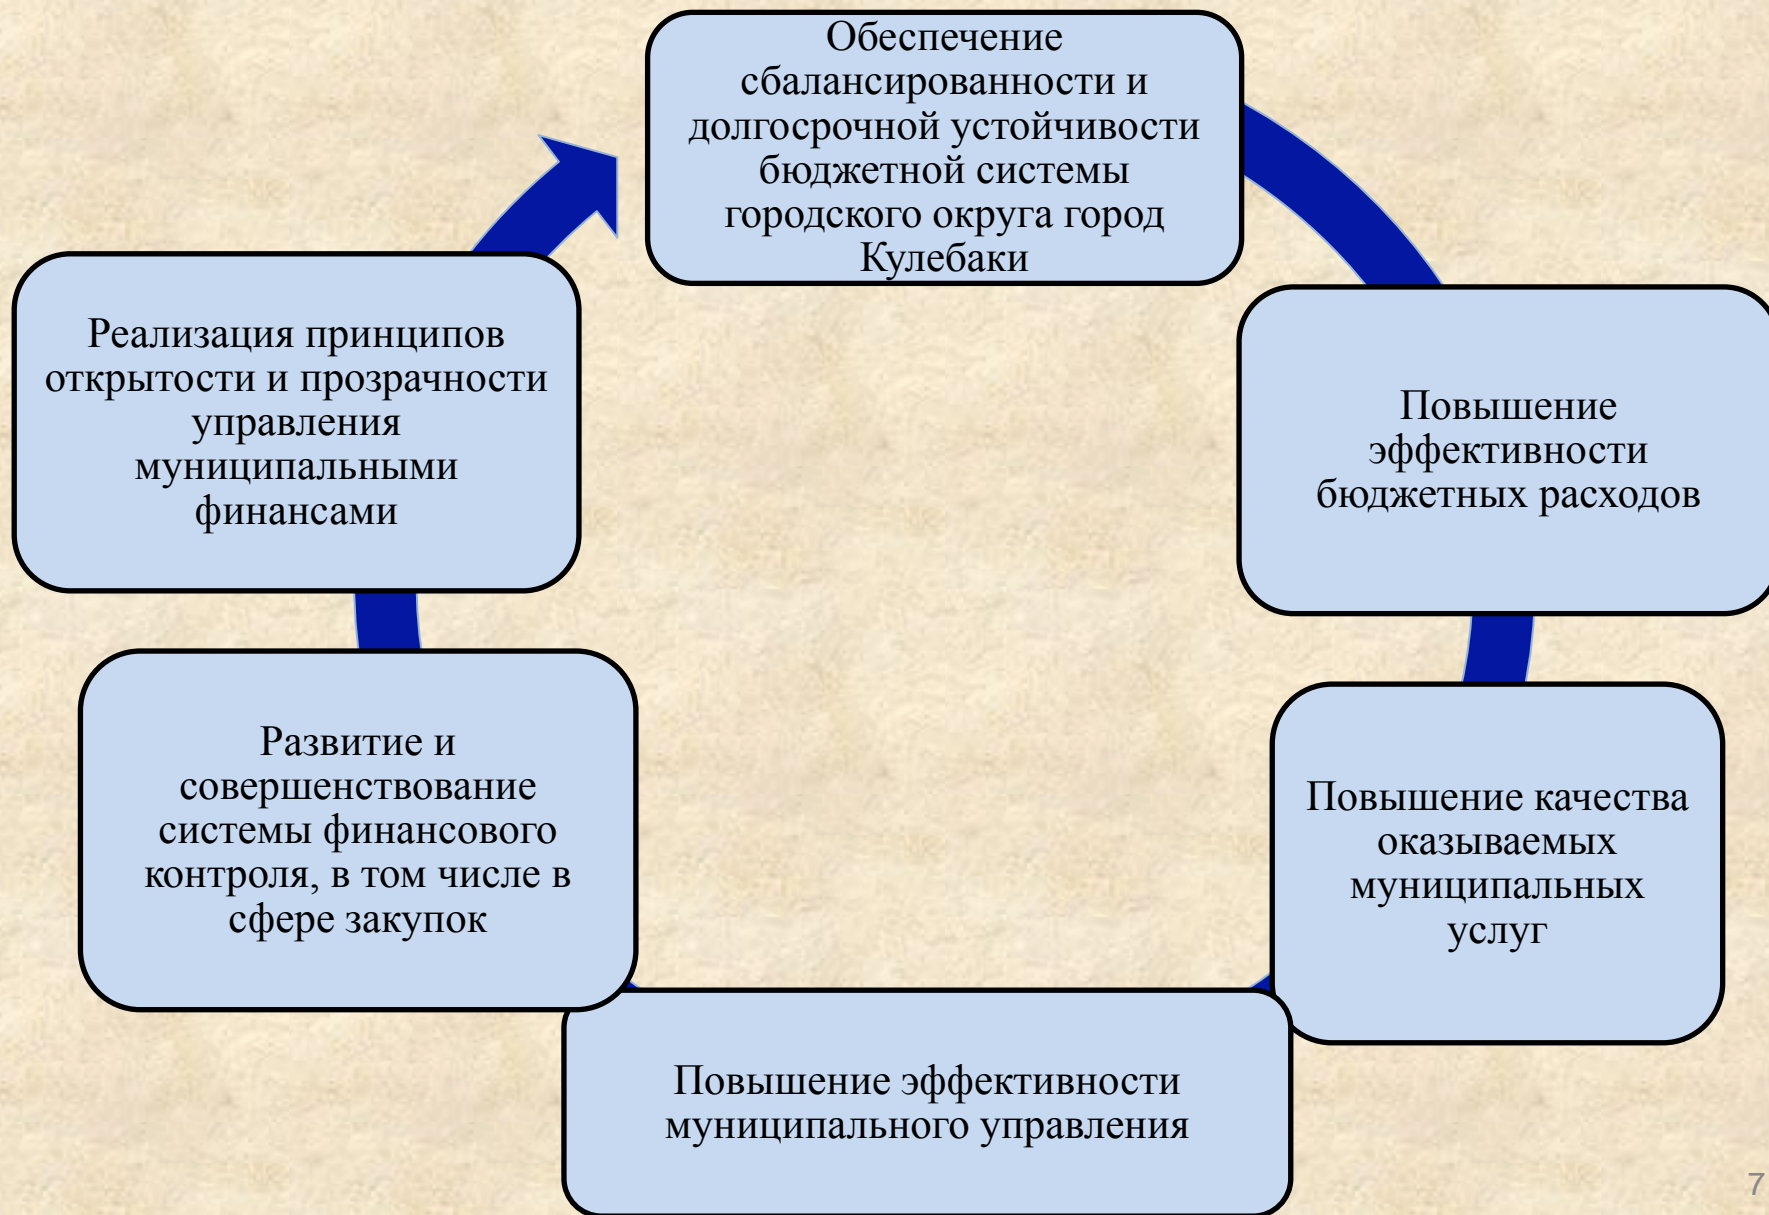 Обеспечение
сбалансированности и
долгосрочной устойчивости
бюджетной системы
городского округа город
Кулебаки
Повышение
эффективности
бюджетных расходов
Повышение качества
оказываемых
муниципальных
услуг
Повышение эффективности
муниципального управления
Развитие и
совершенствование
системы финансового
контроля, в том числе в
сфере закупок
Реализация принципов
открытости и прозрачности
управления
муниципальными
финансами
7